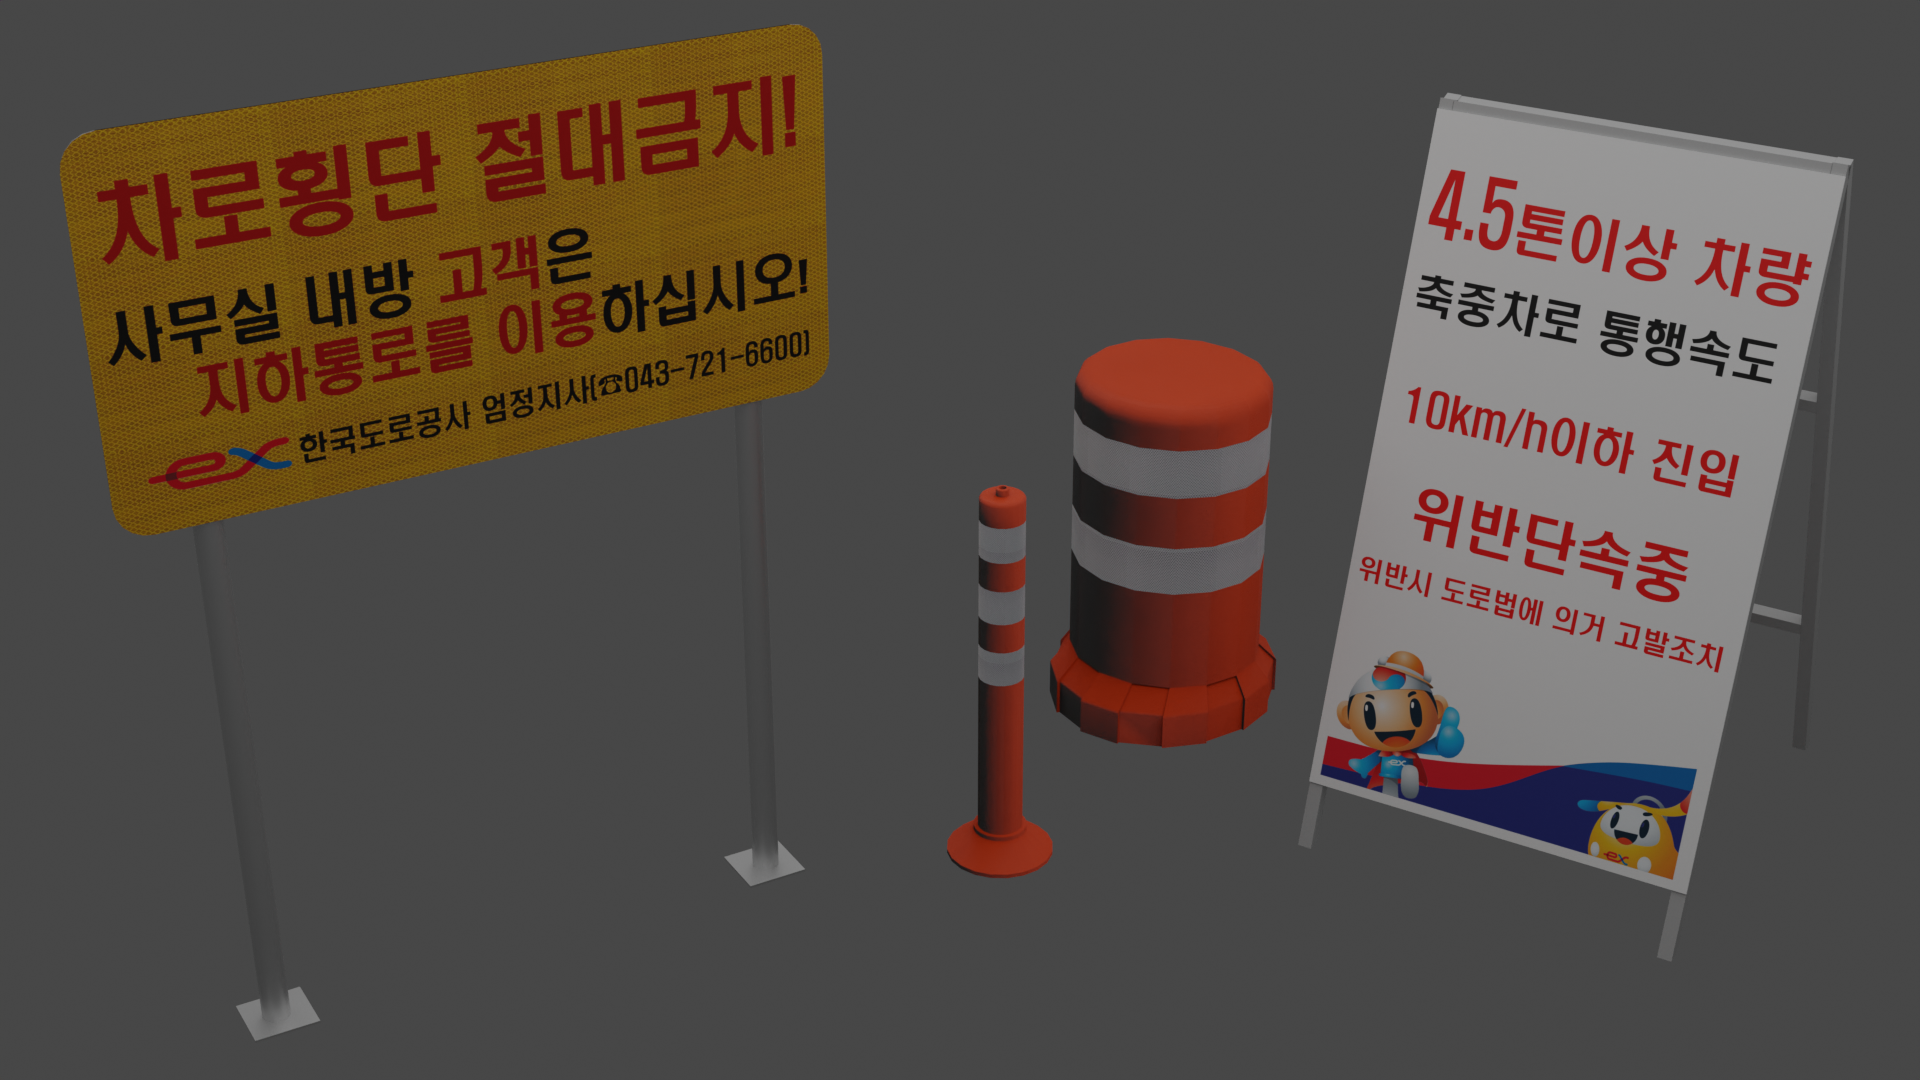 차로횡단 절대금지!
사무실 내방 고객은
지하통로를 이용하십시오!
ex 한국도로공사 엄정지사(☎043-721-6600)
4.5톤이상 차량
축중차로 통행속도
10km/h이하 진입
위반단속중
위반시 도로법에 의거 고발조치
ex
ex